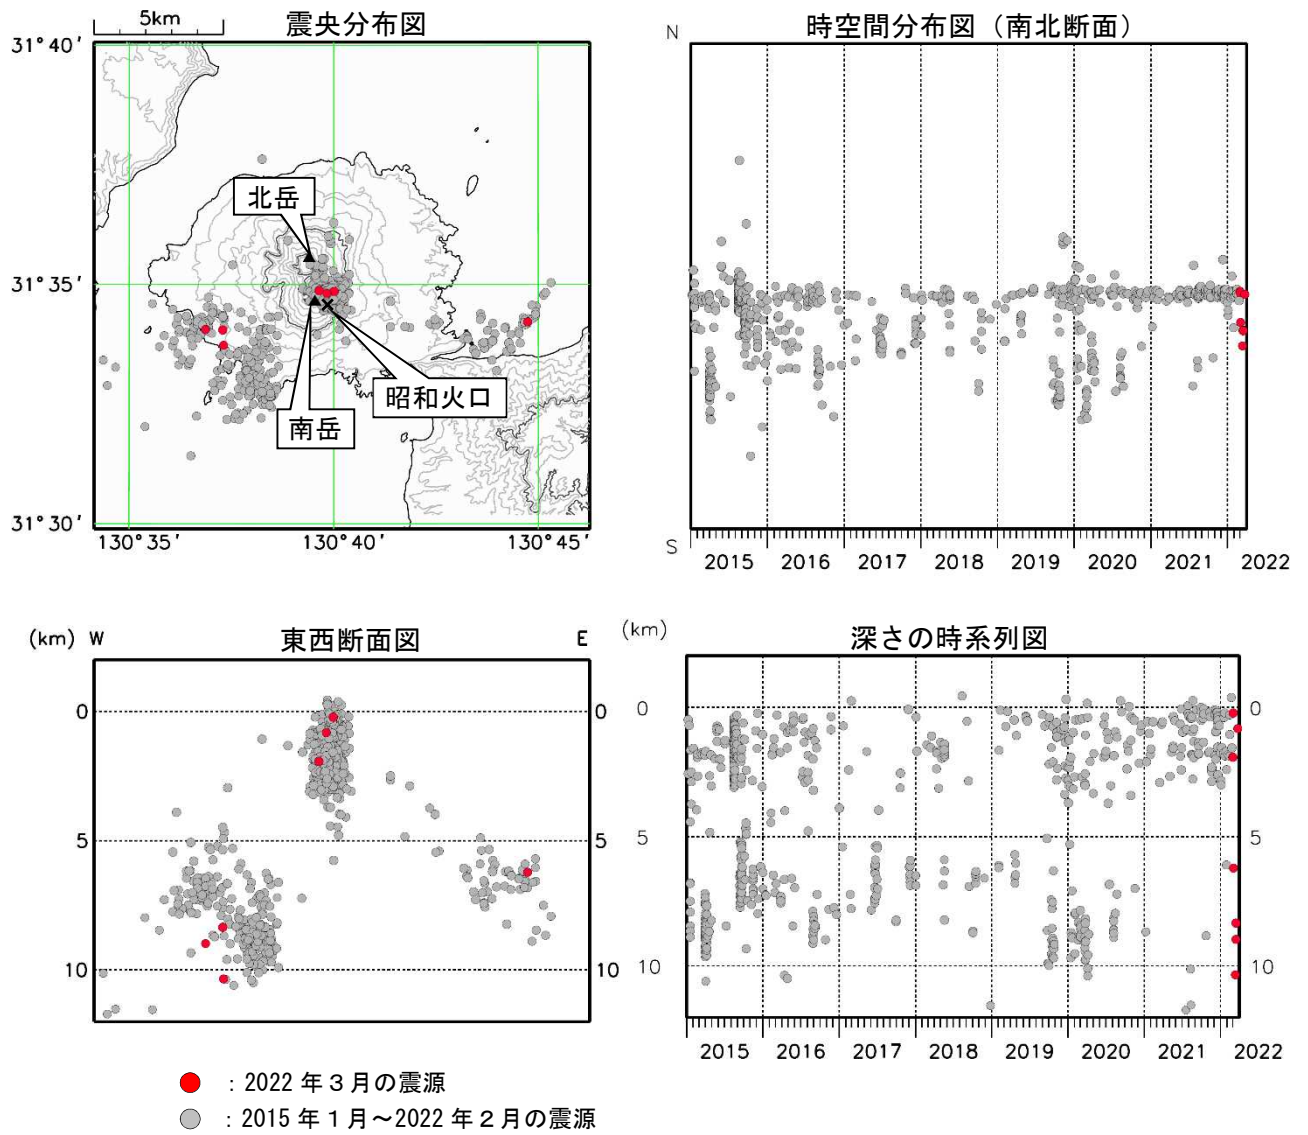 5km
震央分布図
31°40′
31°35′
31°30′
130°35′ 130°40′ 130°45′
北岳
昭和火口
南岳
時空間分布図（南北断面）
N
S
2015 2016 2017 2018 2019 2020 2021 2022
(km) W 東西断面図 E
0 0
5 5
10 10
(km) 深さの時系列図
0 0
5 5
10 10
2015 2016 2017 2018 2019 2020 2021 2022
：2022 年３月の震源
：2015 年１月～2022 年２月の震源